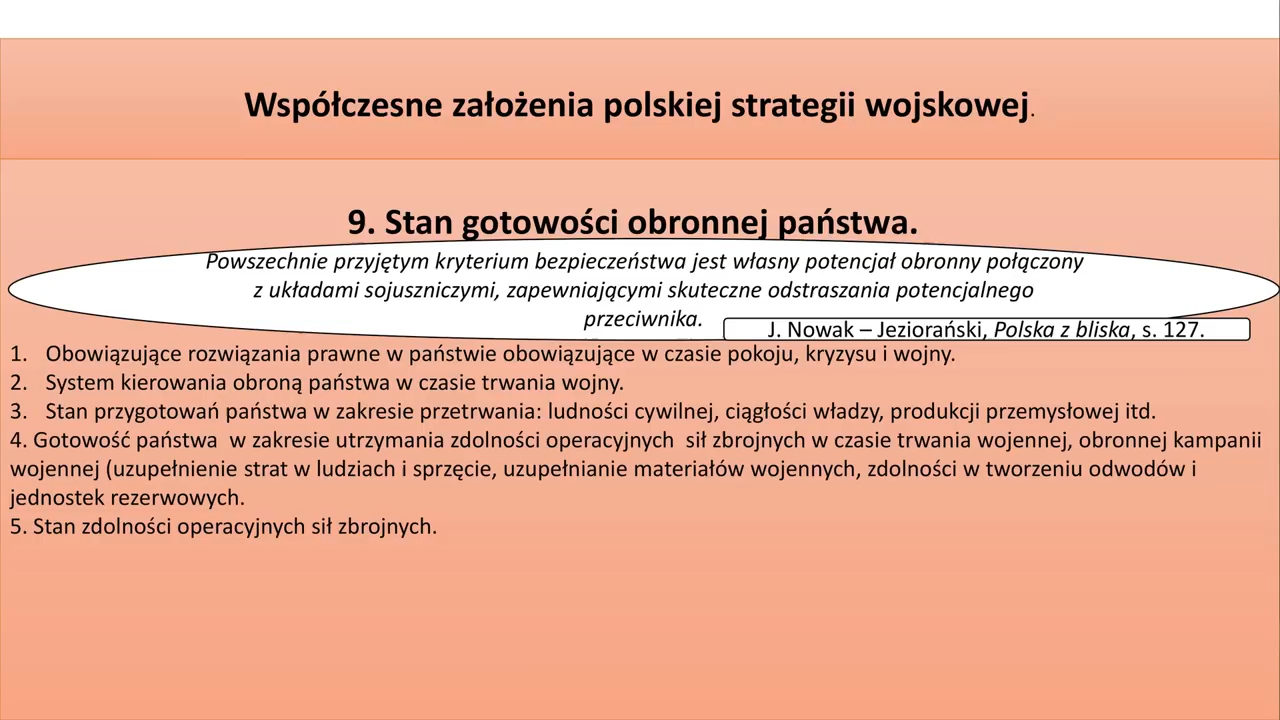 Współczesne założenia polskiej strategii wojskowej.
9. Stan gotowości obronnej państwa.
Powszechnie przyjętym kryterium bezpieczeństwa jest własny potencjał obronny połączony
z układami sojuszniczymi, zapewniającymi skuteczne odstraszania potencjalnego
przeciwnika.
J. Nowak – Jeziorański, Polska z bliska, s. 127.
1. Obowiązujące rozwiązania prawne w państwie obowiązujące w czasie pokoju, kryzysu i wojny.
2. System kierowania obroną państwa w czasie trwania wojny.
3. Stan przygotowań państwa w zakresie przetrwania: ludności cywilnej, ciągłości władzy, produkcji przemysłowej itd.
4. Gotowość państwa w zakresie utrzymania zdolności operacyjnych sił zbrojnych w czasie trwania wojennej, obronnej kampanii
wojennej (uzupełnienie strat w ludziach i sprzęcie, uzupełnianie materiałów wojennych, zdolności w tworzeniu odwodów i
jednostek rezerwowych.
5. Stan zdolności operacyjnych sił zbrojnych.